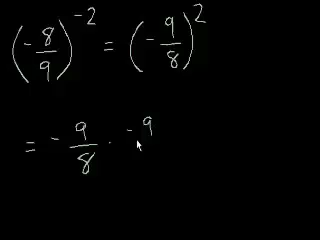 (-8/9)^-2 = (-9/8)^2
= -9/8 · -9